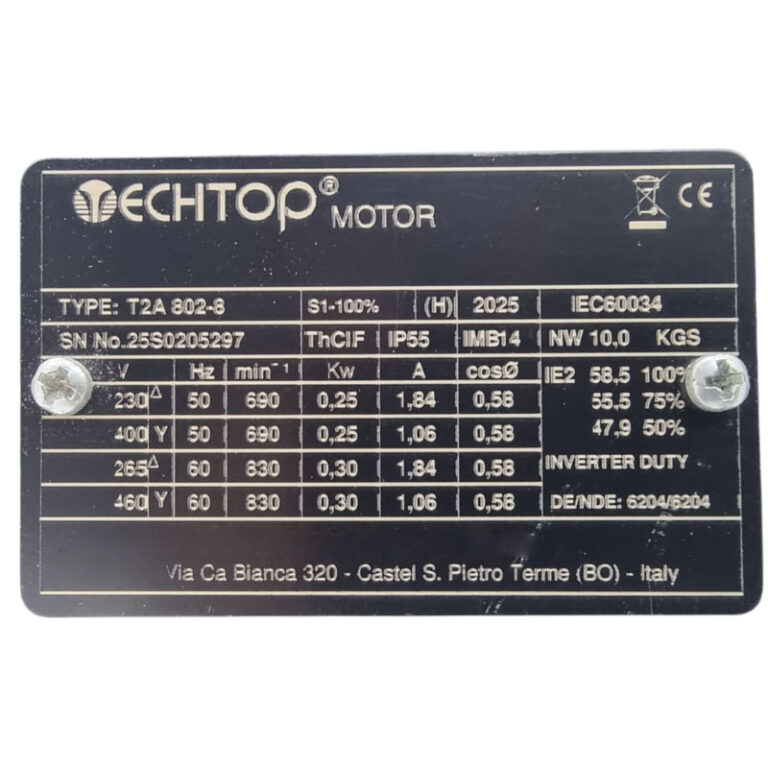 TECHTOP® MOTOR CE
TYPE: T2A 802-8 S1-100% (H) 2025 IEC60034
SN No.25S0205297 ThClF IP55 IMB14 NW 10,0 KGS
V Hz min⁻¹ Kw A cosØ IE2 58,5 100%
230 Δ 50 690 0,25 1,84 0,58 55,5 75%
400 Y 50 690 0,25 1,06 0,58 47,9 50%
265 Δ 60 830 0,30 1,84 0,58 INVERTER DUTY
460 Y 60 830 0,30 1,06 0,58 DE/NDE: 6204/6204
Via Ca Bianca 320 - Castel S. Pietro Terme (BO) - Italy